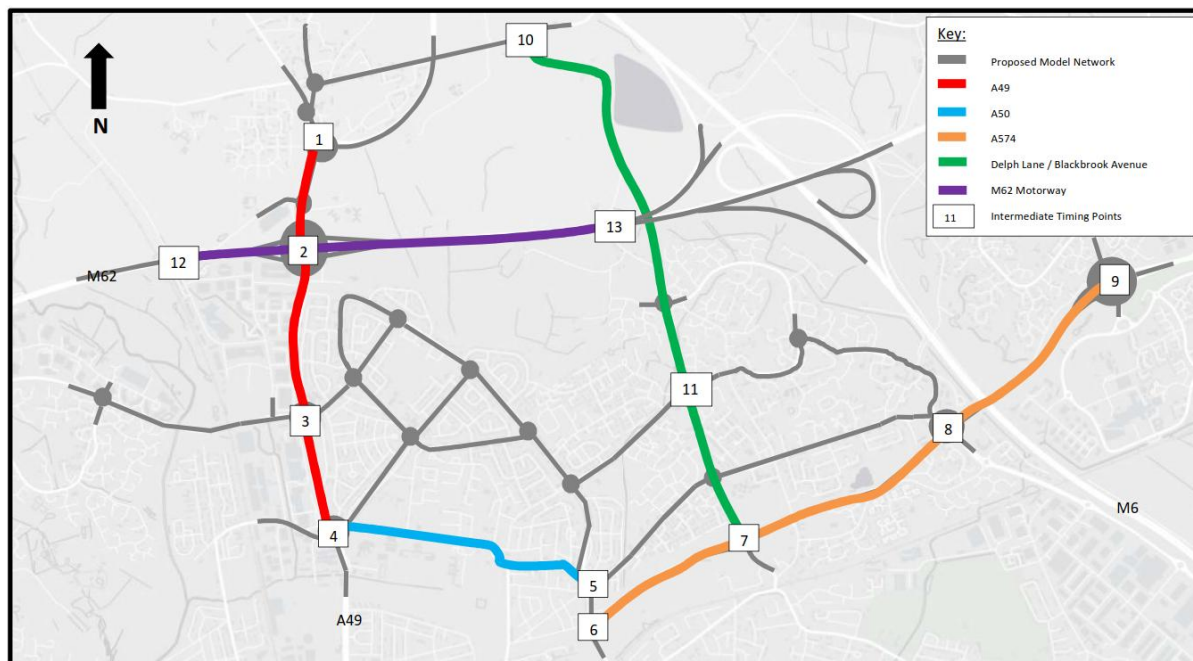 10
Key:
Proposed Model Network
A49
A50
A574
Delph Lane / Blackbrook Avenue
M62 Motorway
11 Intermediate Timing Points
N
1
13
2
12
M62
9
11
3
8
M6
4
7
5
A49
6